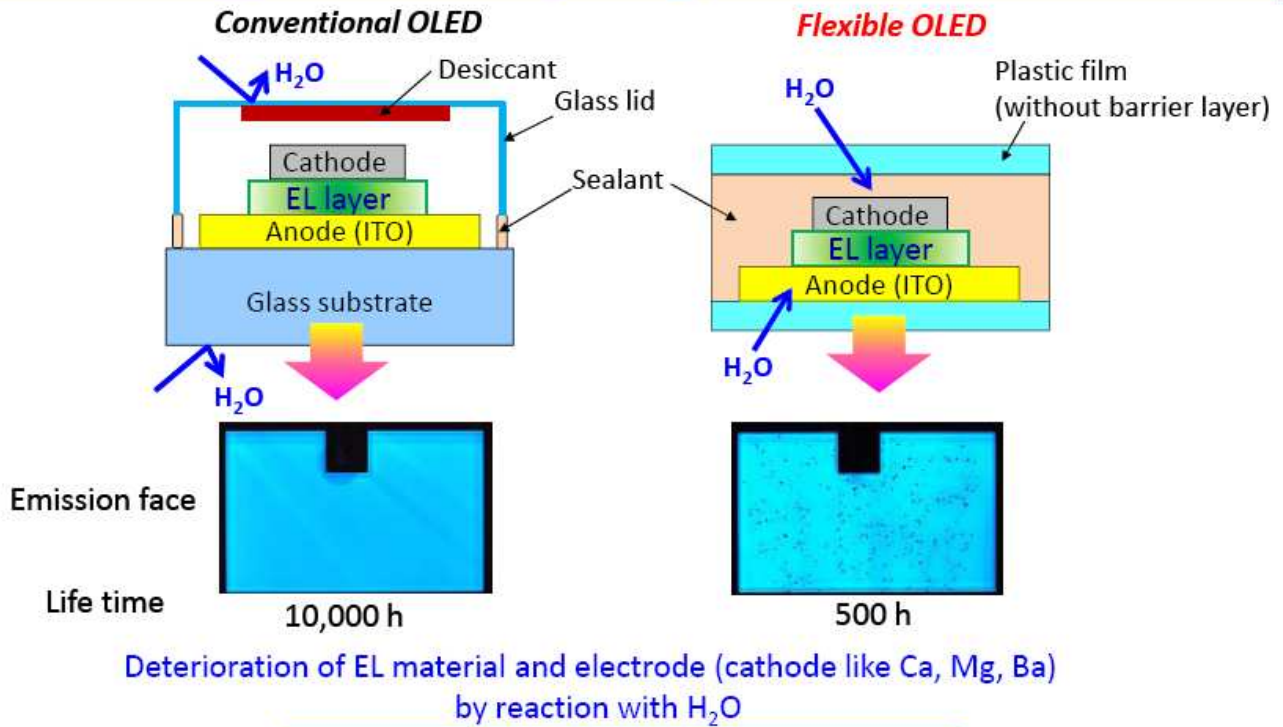 Conventional OLED
Flexible OLED
H₂O
Desiccant
Glass lid
Cathode
EL layer
Anode (ITO)
Sealant
Glass substrate
H₂O
H₂O
Plastic film
(without barrier layer)
Cathode
EL layer
Anode (ITO)
H₂O
Emission face
Life time
10,000 h
500 h
Deterioration of EL material and electrode (cathode like Ca, Mg, Ba)
by reaction with H₂O